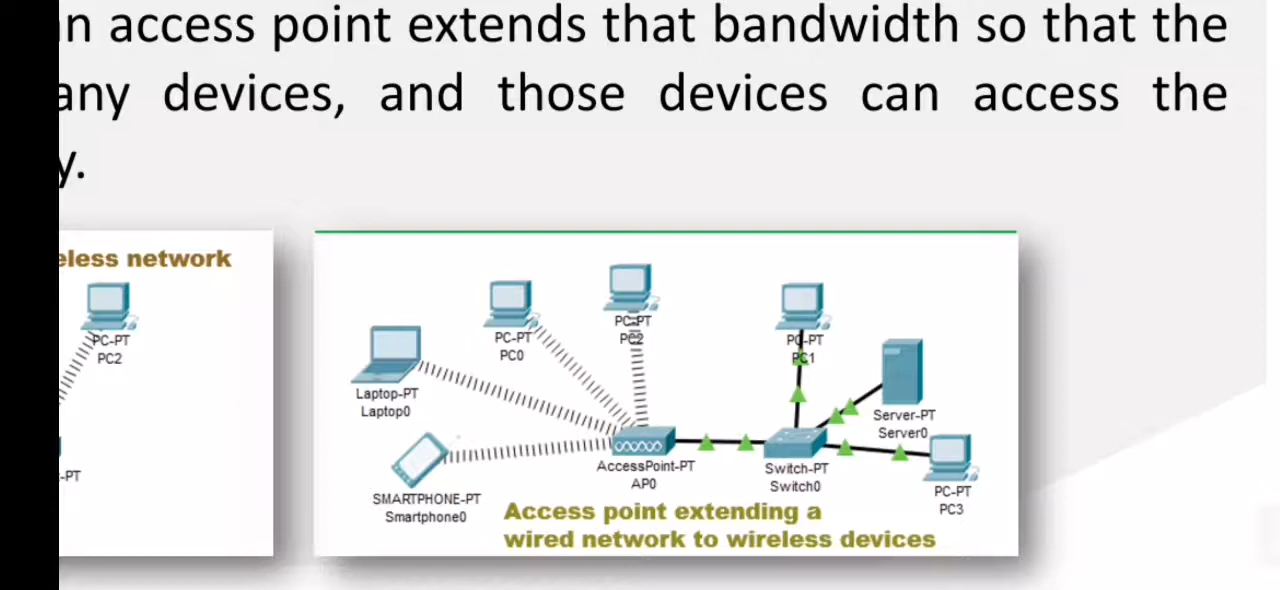 access point extends that bandwidth so that the
devices, and those devices can access the
network
PC-PT
PC2
-PT
PC-PT
PC0
PC-PT
PC2
PC-PT
PC1
Laptop-PT
Laptop0
Server-PT
Server0
AccessPoint-PT
AP0
Switch-PT
Switch0
PC-PT
PC3
SMARTPHONE-PT
Smartphone0
Access point extending a
wired network to wireless devices